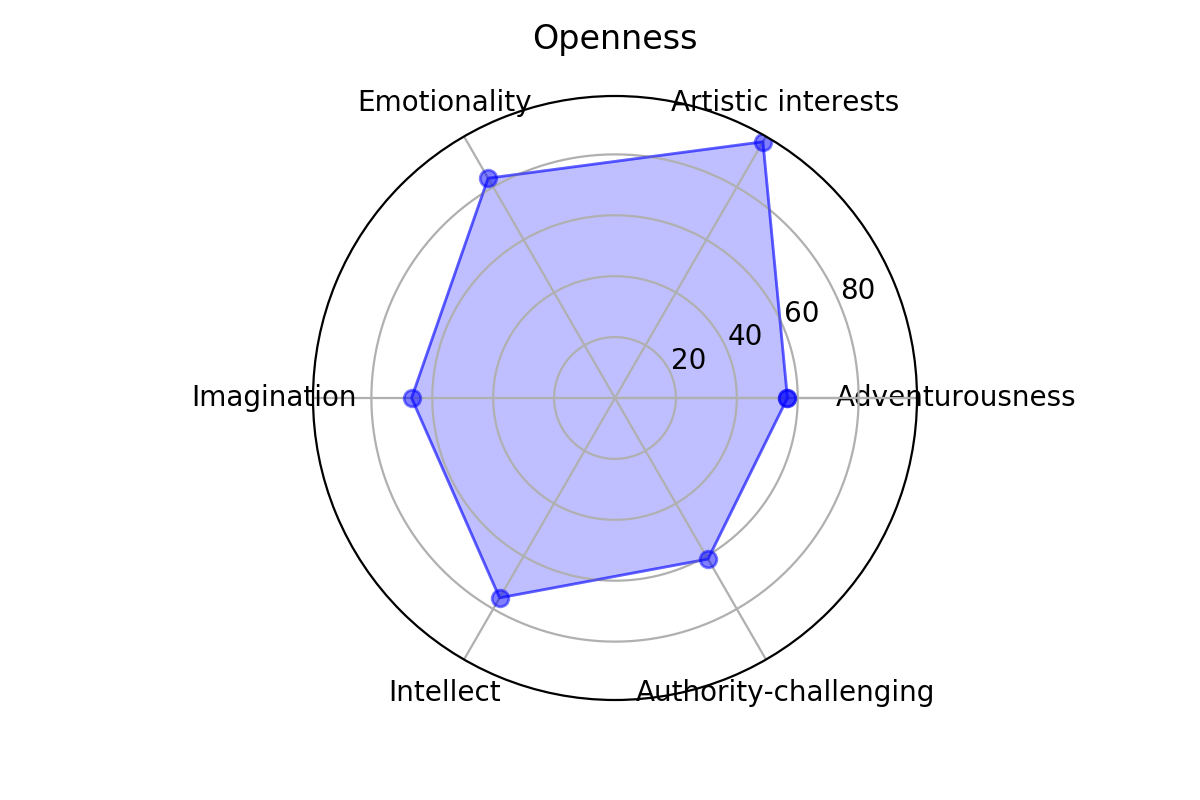 Openness
Emotionality
Artistic interests
80
60
40
20
Imagination
Adventurousness
Intellect
Authority-challenging